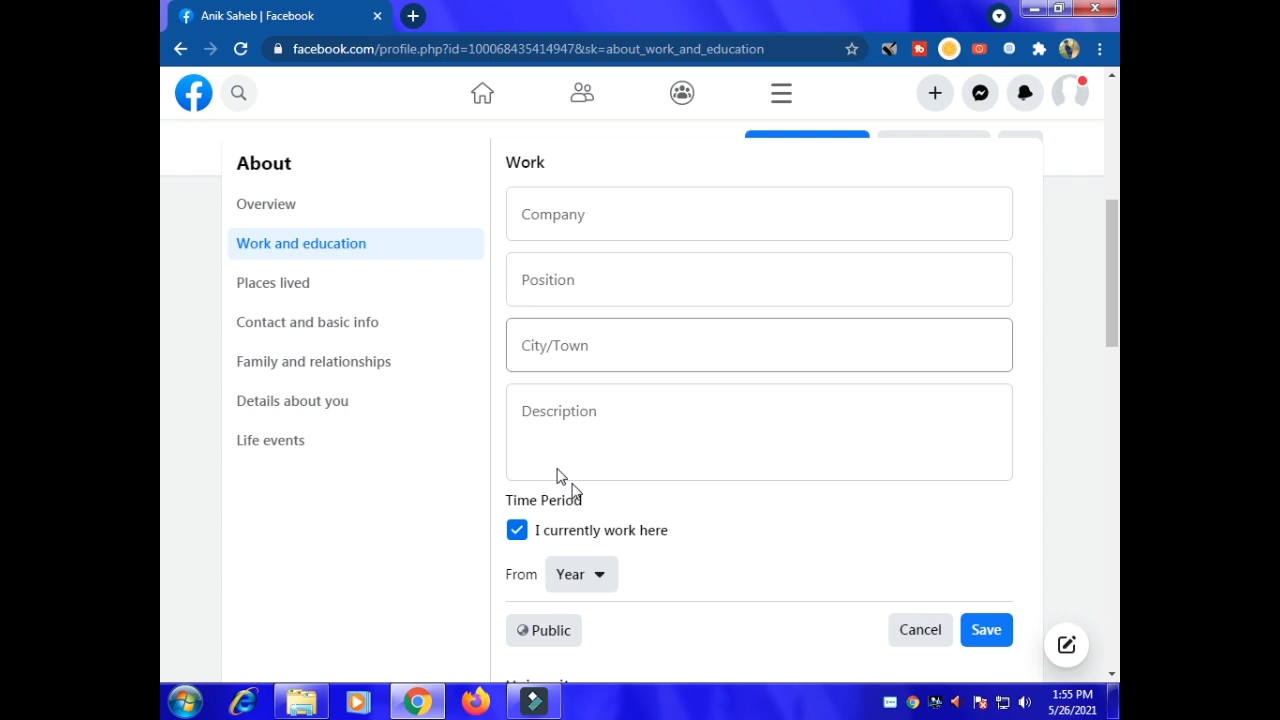 Anik Saheb | Facebook
facebook.com/profile.php?id=100068435414947&sk=about_work_and_education
About
Overview
Work and education
Places lived
Contact and basic info
Family and relationships
Details about you
Life events
Work
Company
Position
City/Town
Description
Time Period
I currently work here
From Year
Public
Cancel Save
1:55 PM
5/26/2021